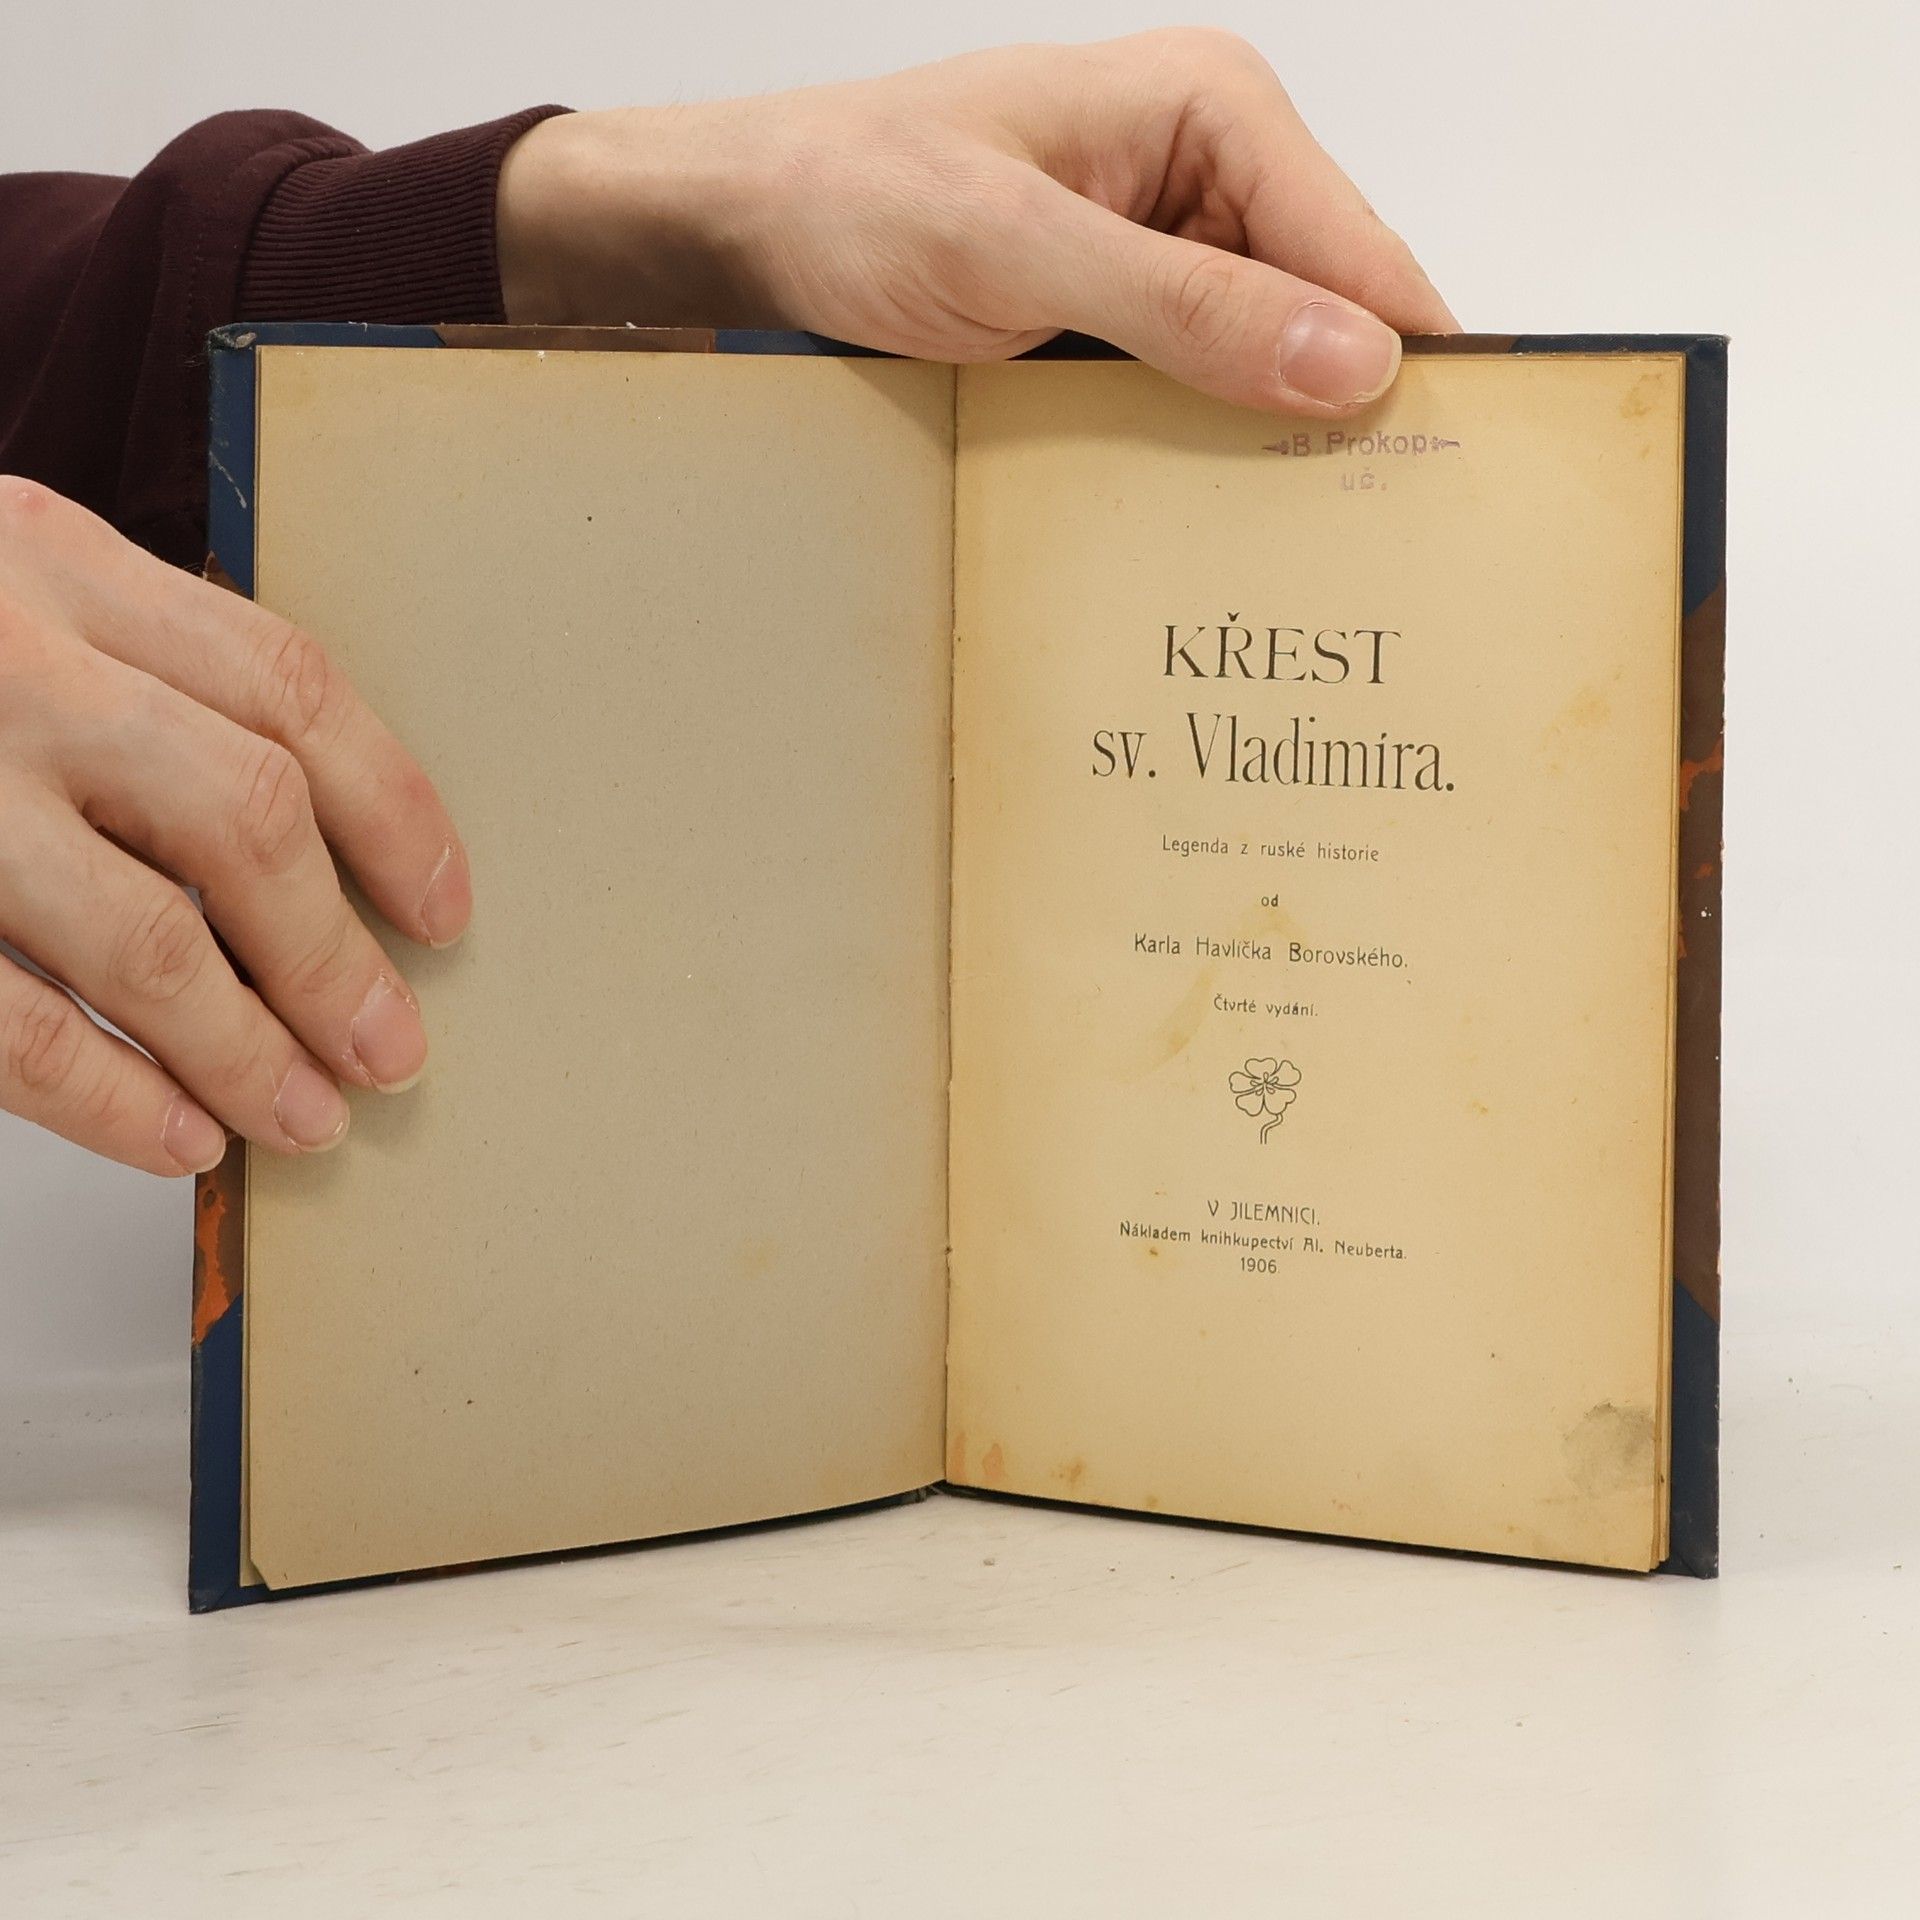 B. Prokop
uč.
KŘEST
sv. Vladimíra.
Legenda z ruské historie
od
Karla Havlíčka Borovského.
Čtvrté vydání.
V JILEMNICI.
Nákladem knihkupectví Al. Neuberta.
1906.